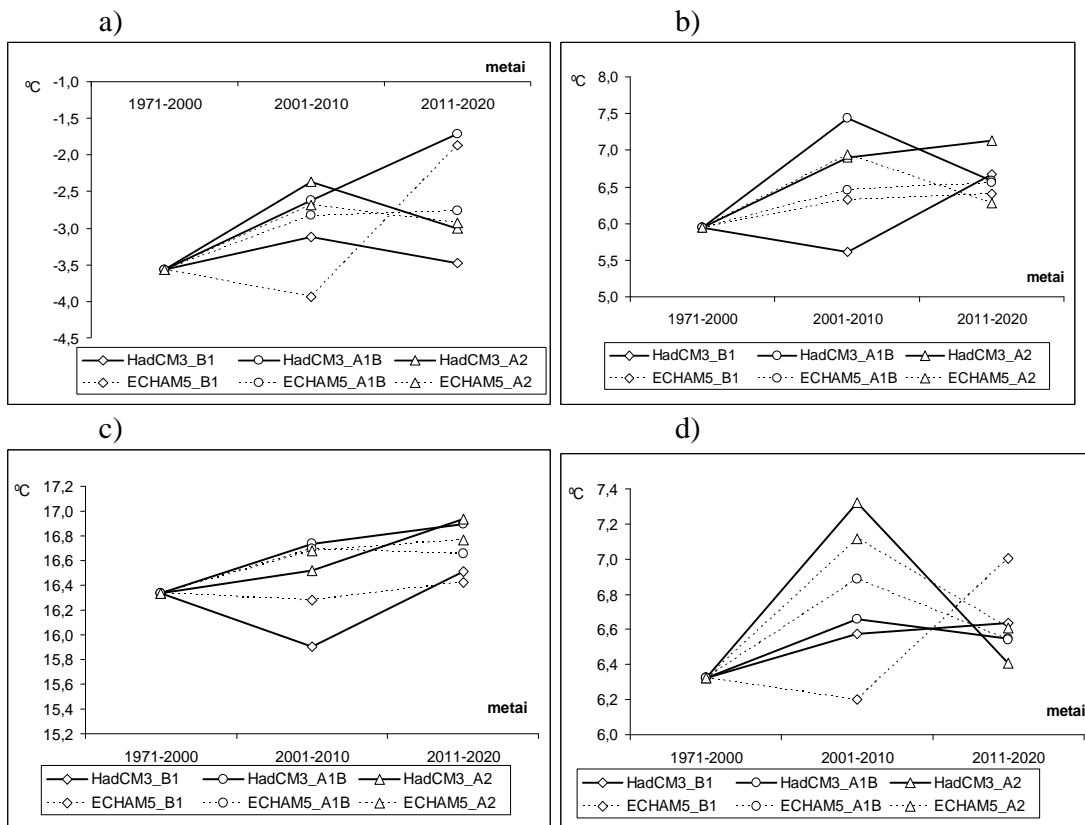 a)
metai
ºC
-1,0
-1,5
-2,0
-2,5
-3,0
-3,5
-4,0
-4,5
1971-2000 2001-2010 2011-2020
HadCM3_B1 HadCM3_A1B HadCM3_A2
ECHAM5_B1 ECHAM5_A1B ECHAM5_A2
b)
ºC
8,0
7,5
7,0
6,5
6,0
5,5
5,0
metai
1971-2000 2001-2010 2011-2020
HadCM3_B1 HadCM3_A1B HadCM3_A2
ECHAM5_B1 ECHAM5_A1B ECHAM5_A2
c)
ºC
17,2
17,0
16,8
16,6
16,4
16,2
16,0
15,8
15,6
15,4
15,2
metai
1971-2000 2001-2010 2011-2020
HadCM3_B1 HadCM3_A1B HadCM3_A2
ECHAM5_B1 ECHAM5_A1B ECHAM5_A2
d)
ºC
7,4
7,2
7,0
6,8
6,6
6,4
6,2
6,0
metai
1971-2000 2001-2010 2011-2020
HadCM3_B1 HadCM3_A1B HadCM3_A2
ECHAM5_B1 ECHAM5_A1B ECHAM5_A2